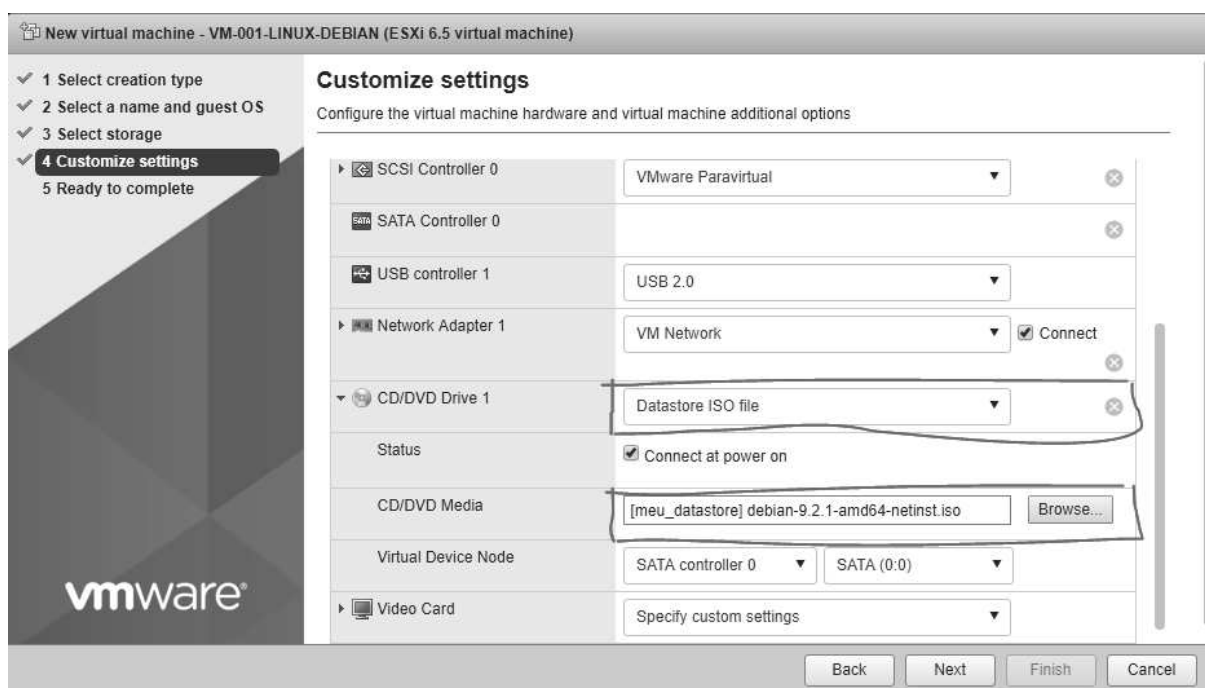 New virtual machine - VM-001-LINUX-DEBIAN (ESXi 6.5 virtual machine)
1 Select creation type
2 Select a name and guest OS
3 Select storage
4 Customize settings
5 Ready to complete
vmware®
Customize settings
Configure the virtual machine hardware and virtual machine additional options
SCSI Controller 0
VMware Paravirtual
SATA
SATA Controller 0
USB controller 1
USB 2.0
Network Adapter 1
VM Network
Connect
CD/DVD Drive 1
Datastore ISO file
Status
Connect at power on
CD/DVD Media
[meu_datastore] debian-9.2.1-amd64-netinst.iso
Browse...
Virtual Device Node
SATA controller 0
SATA (0:0)
Video Card
Specify custom settings
Back
Next
Finish
Cancel